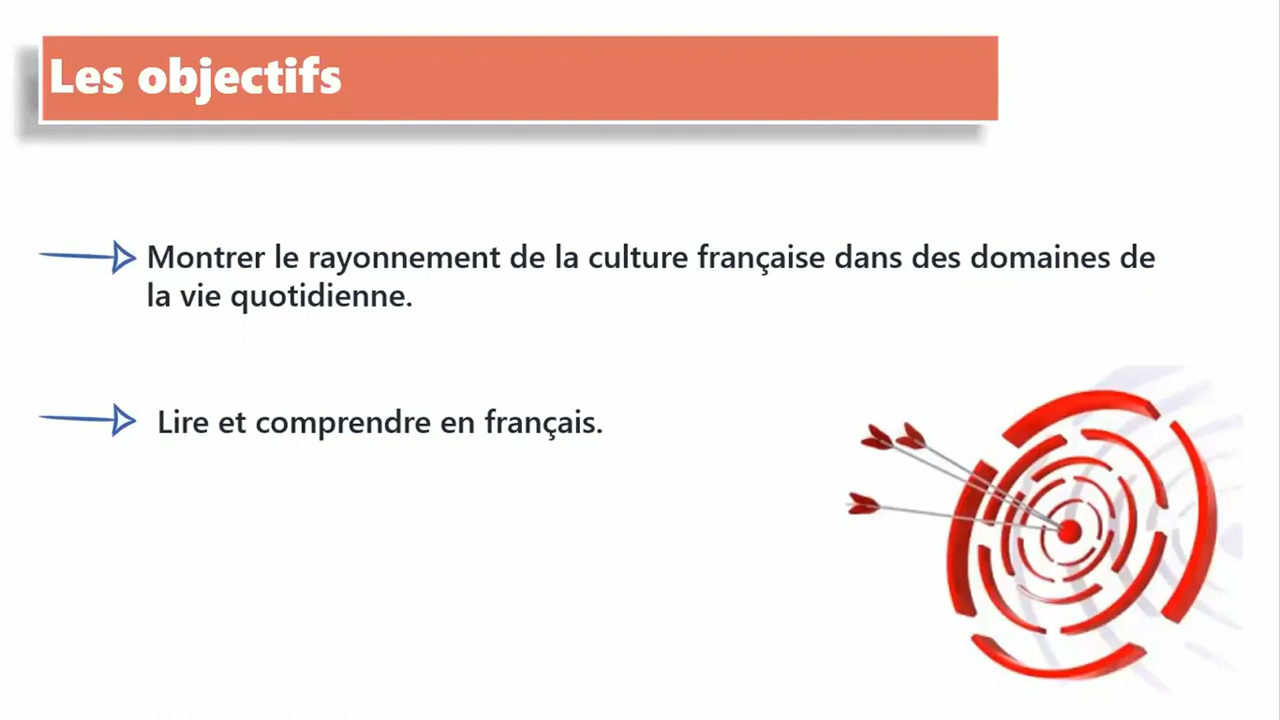 Les objectifs
Montrer le rayonnement de la culture française dans des domaines de
la vie quotidienne.
Lire et comprendre en français.